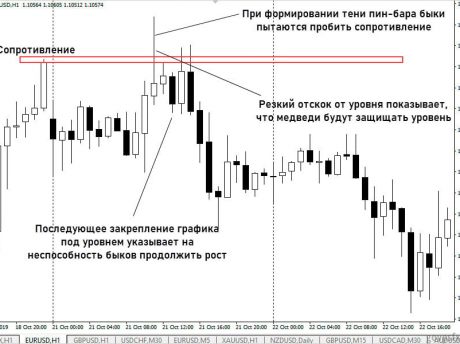 USD,H1 1.10564 1.10605 1.10512 1.10574
При формировании тени пин-бара быки
пытаются пробить сопротивление
Сопротивление
Резкий отскок от уровня показывает,
что медведи будут защищать уровень
Последующее закрепление графика
под уровнем указывает на
неспособность быков продолжить рост
2019 18 Oct 20:00 21 Oct 00:00 21 Oct 04:00 21 Oct 08:00 21 Oct 12:00 21 Oct 16:00 21 Oct 20:00 22 Oct 00:00 22 Oct 04:00 22 Oct 08:00 22 Oct 12:00 22 Oct 16:00
EURUSD,H1 GBPUSD,H1 USDCHF,M30 EURUSD,M5 XAUUSD,H1 NZDUSD,Daily GBPUSD,M15 USDCAD,M30